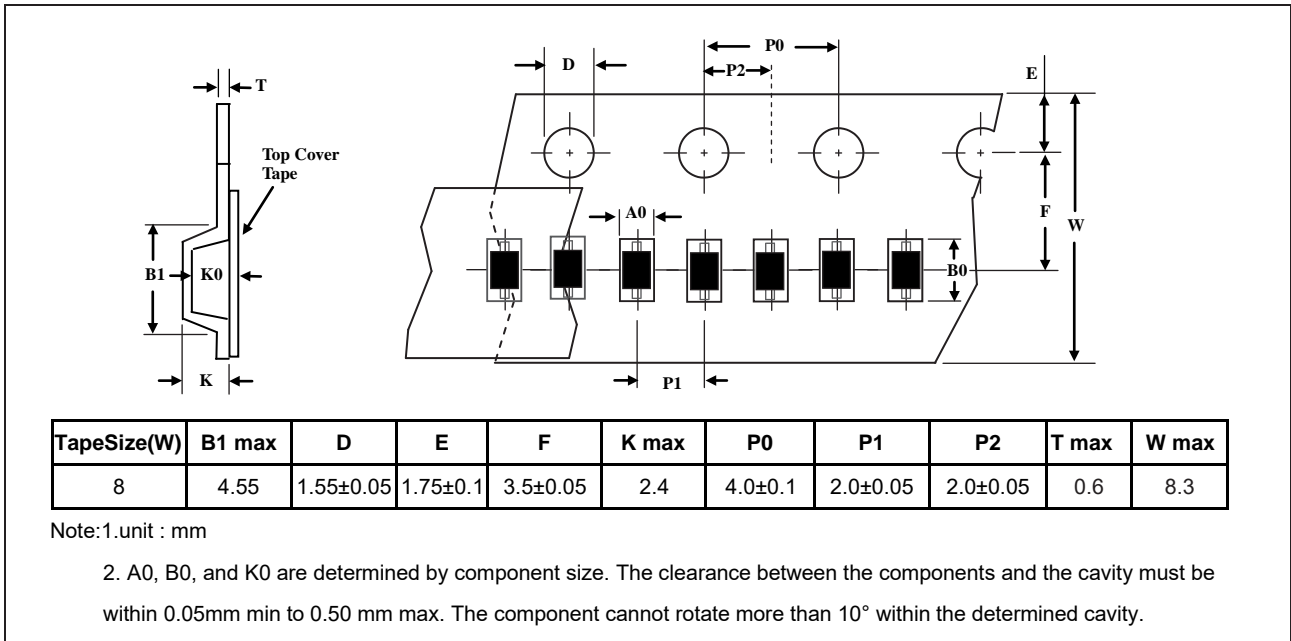 P0
D
P2
E
T
Top Cover
Tape
A0
F
W
B1
K0
B0
K
P1
TapeSize(W) B1 max D E F K max P0 P1 P2 T max W max
8 4.55 1.55±0.05 1.75±0.1 3.5±0.05 2.4 4.0±0.1 2.0±0.05 2.0±0.05 0.6 8.3
Note:1.unit : mm
2. A0, B0, and K0 are determined by component size. The clearance between the components and the cavity must be
within 0.05mm min to 0.50 mm max. The component cannot rotate more than 10° within the determined cavity.